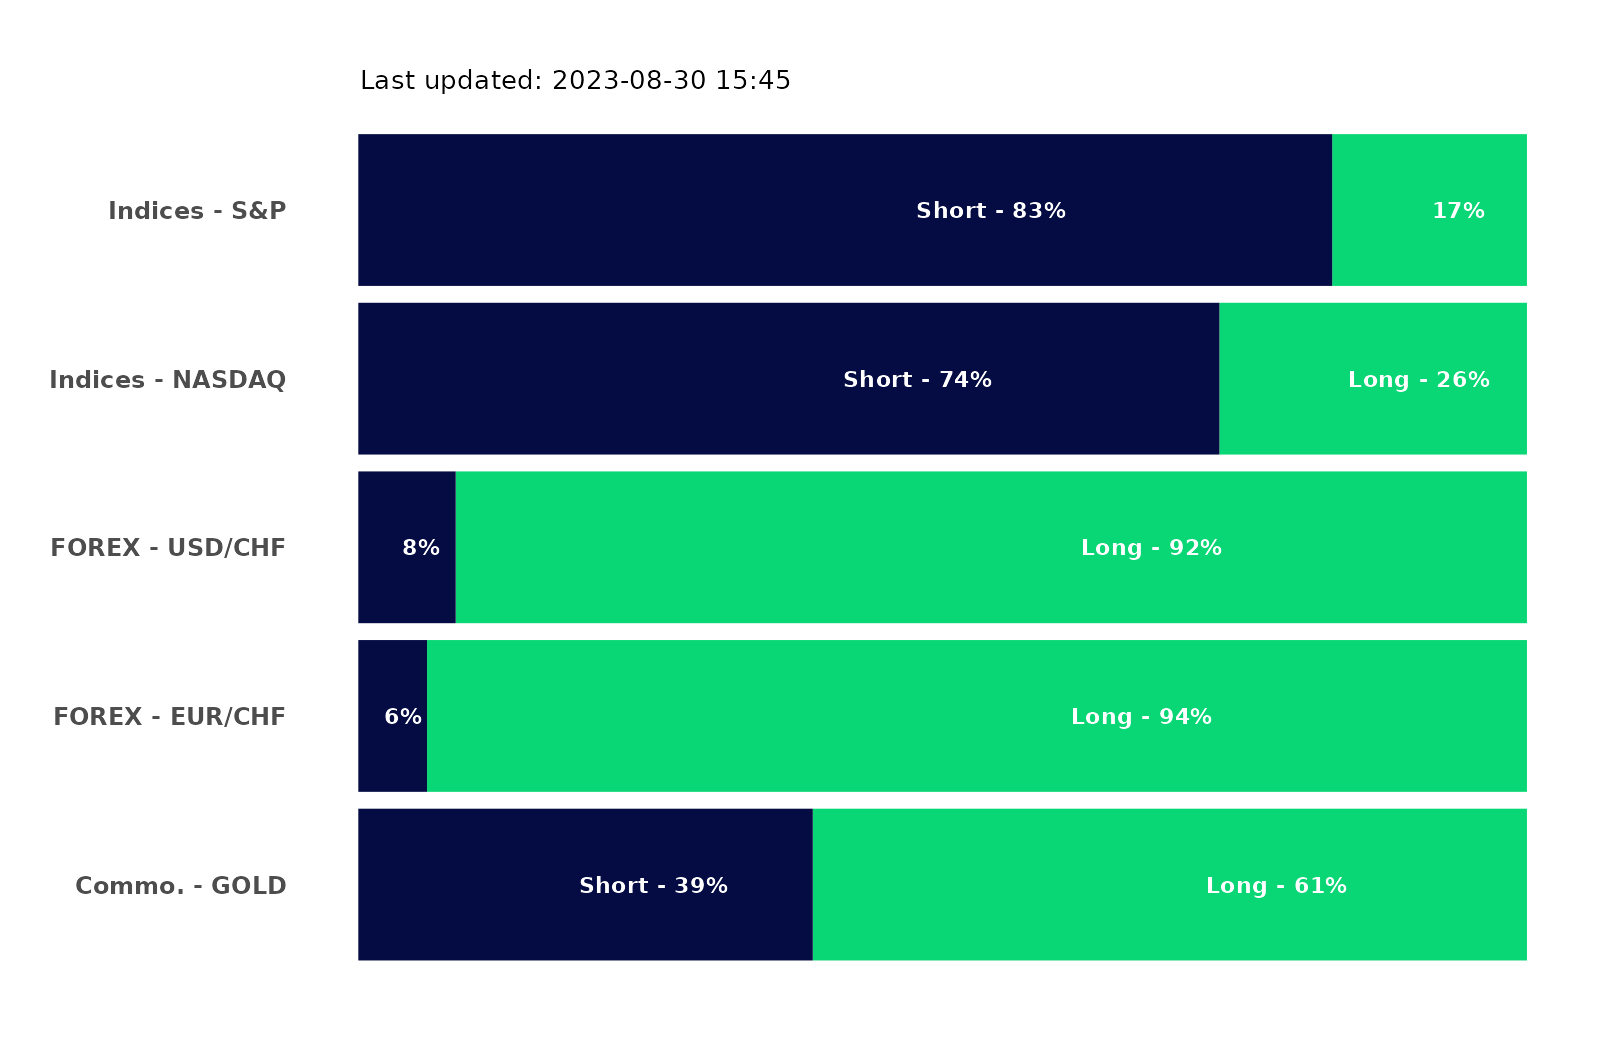 Last updated: 2023-08-30 15:45
Indices - S&P Short - 83% 17%
Indices - NASDAQ Short - 74% Long - 26%
FOREX - USD/CHF 8% Long - 92%
FOREX - EUR/CHF 6% Long - 94%
Commo. - GOLD Short - 39% Long - 61%